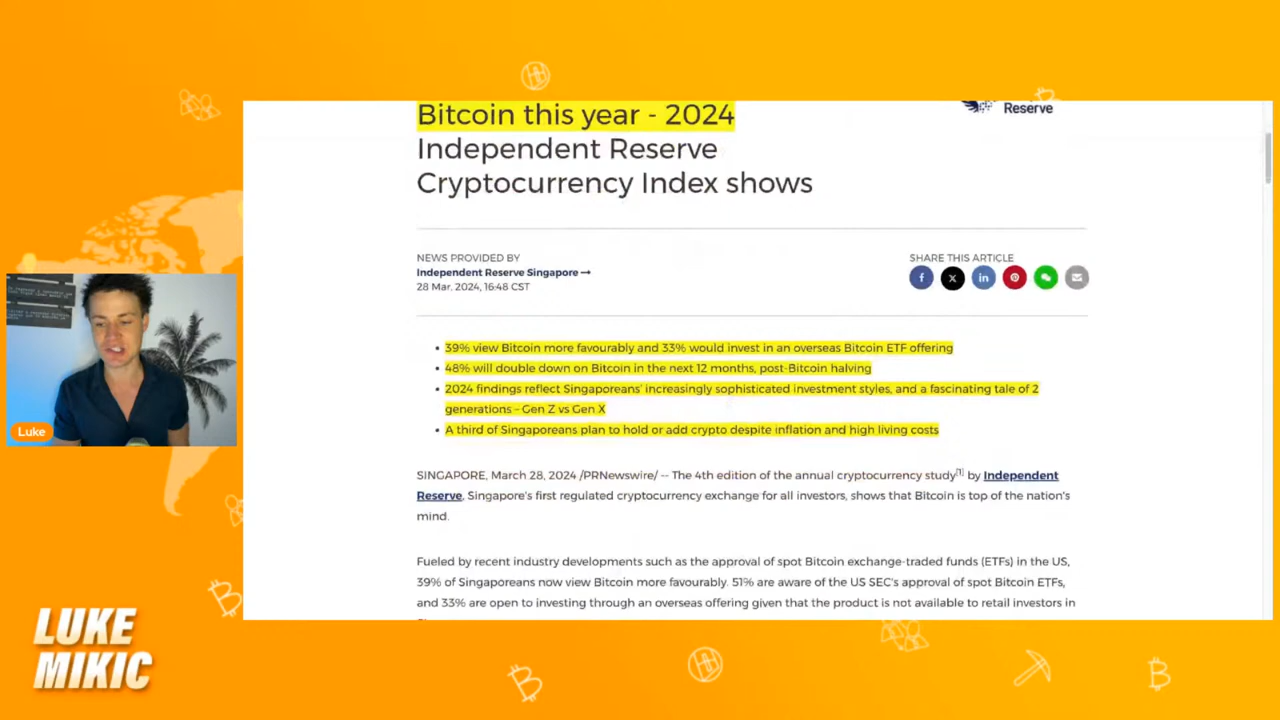 Bitcoin this year - 2024
Independent Reserve
Cryptocurrency Index shows
Reserve
NEWS PROVIDED BY
Independent Reserve Singapore →
28 Mar, 2024, 16:48 CST
SHARE THIS ARTICLE
• 39% view Bitcoin more favourably and 33% would invest in an overseas Bitcoin ETF offering
• 48% will double down on Bitcoin in the next 12 months, post-Bitcoin halving
• 2024 findings reflect Singaporeans' increasingly sophisticated investment styles, and a fascinating tale of 2
generations – Gen Z vs Gen X
• A third of Singaporeans plan to hold or add crypto despite inflation and high living costs
SINGAPORE, March 28, 2024 /PRNewswire/ -- The 4th edition of the annual cryptocurrency study[1] by Independent
Reserve, Singapore's first regulated cryptocurrency exchange for all investors, shows that Bitcoin is top of the nation's
mind.
Fueled by recent industry developments such as the approval of spot Bitcoin exchange-traded funds (ETFs) in the US,
39% of Singaporeans now view Bitcoin more favourably. 51% are aware of the US SEC's approval of spot Bitcoin ETFs,
and 33% are open to investing through an overseas offering given that the product is not available to retail investors in
Luke
LUKE
MIKIC